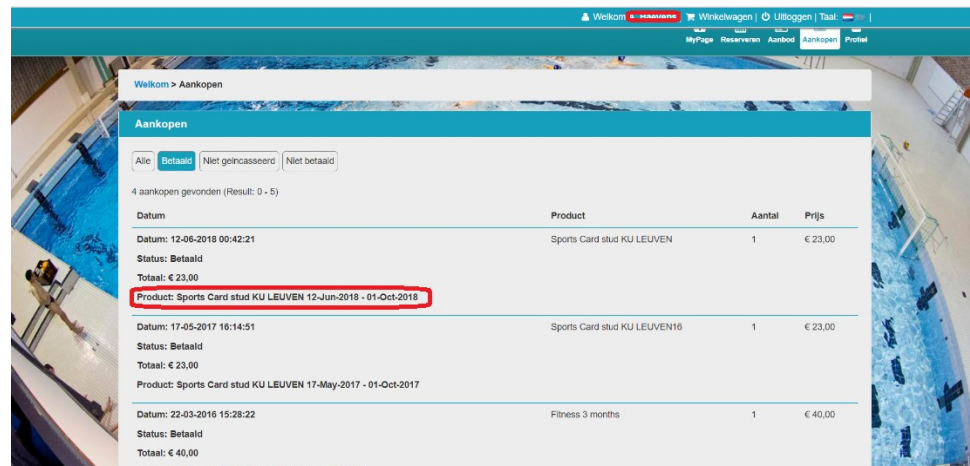 Welkom Winkelwagen | Uitloggen | Taal: |
MyPage Reserveren Aanbod Aankopen Profiel
Welkom > Aankopen
Aankopen
Alle Betaald Niet geincasseerd Niet betaald
4 aankopen gevonden (Result: 0 - 5)
Datum Product Aantal Prijs
Datum: 12-06-2018 00:42:21 Sports Card stud KU LEUVEN 1 € 23,00
Status: Betaald
Totaal: € 23,00
Product: Sports Card stud KU LEUVEN 12-Jun-2018 - 01-Oct-2018
Datum: 17-05-2017 16:14:51 Sports Card stud KU LEUVEN16 1 € 23,00
Status: Betaald
Totaal: € 23,00
Product: Sports Card stud KU LEUVEN 17-May-2017 - 01-Oct-2017
Datum: 22-03-2016 15:28:22 Fitness 3 months 1 € 40,00
Status: Betaald
Totaal: € 40,00